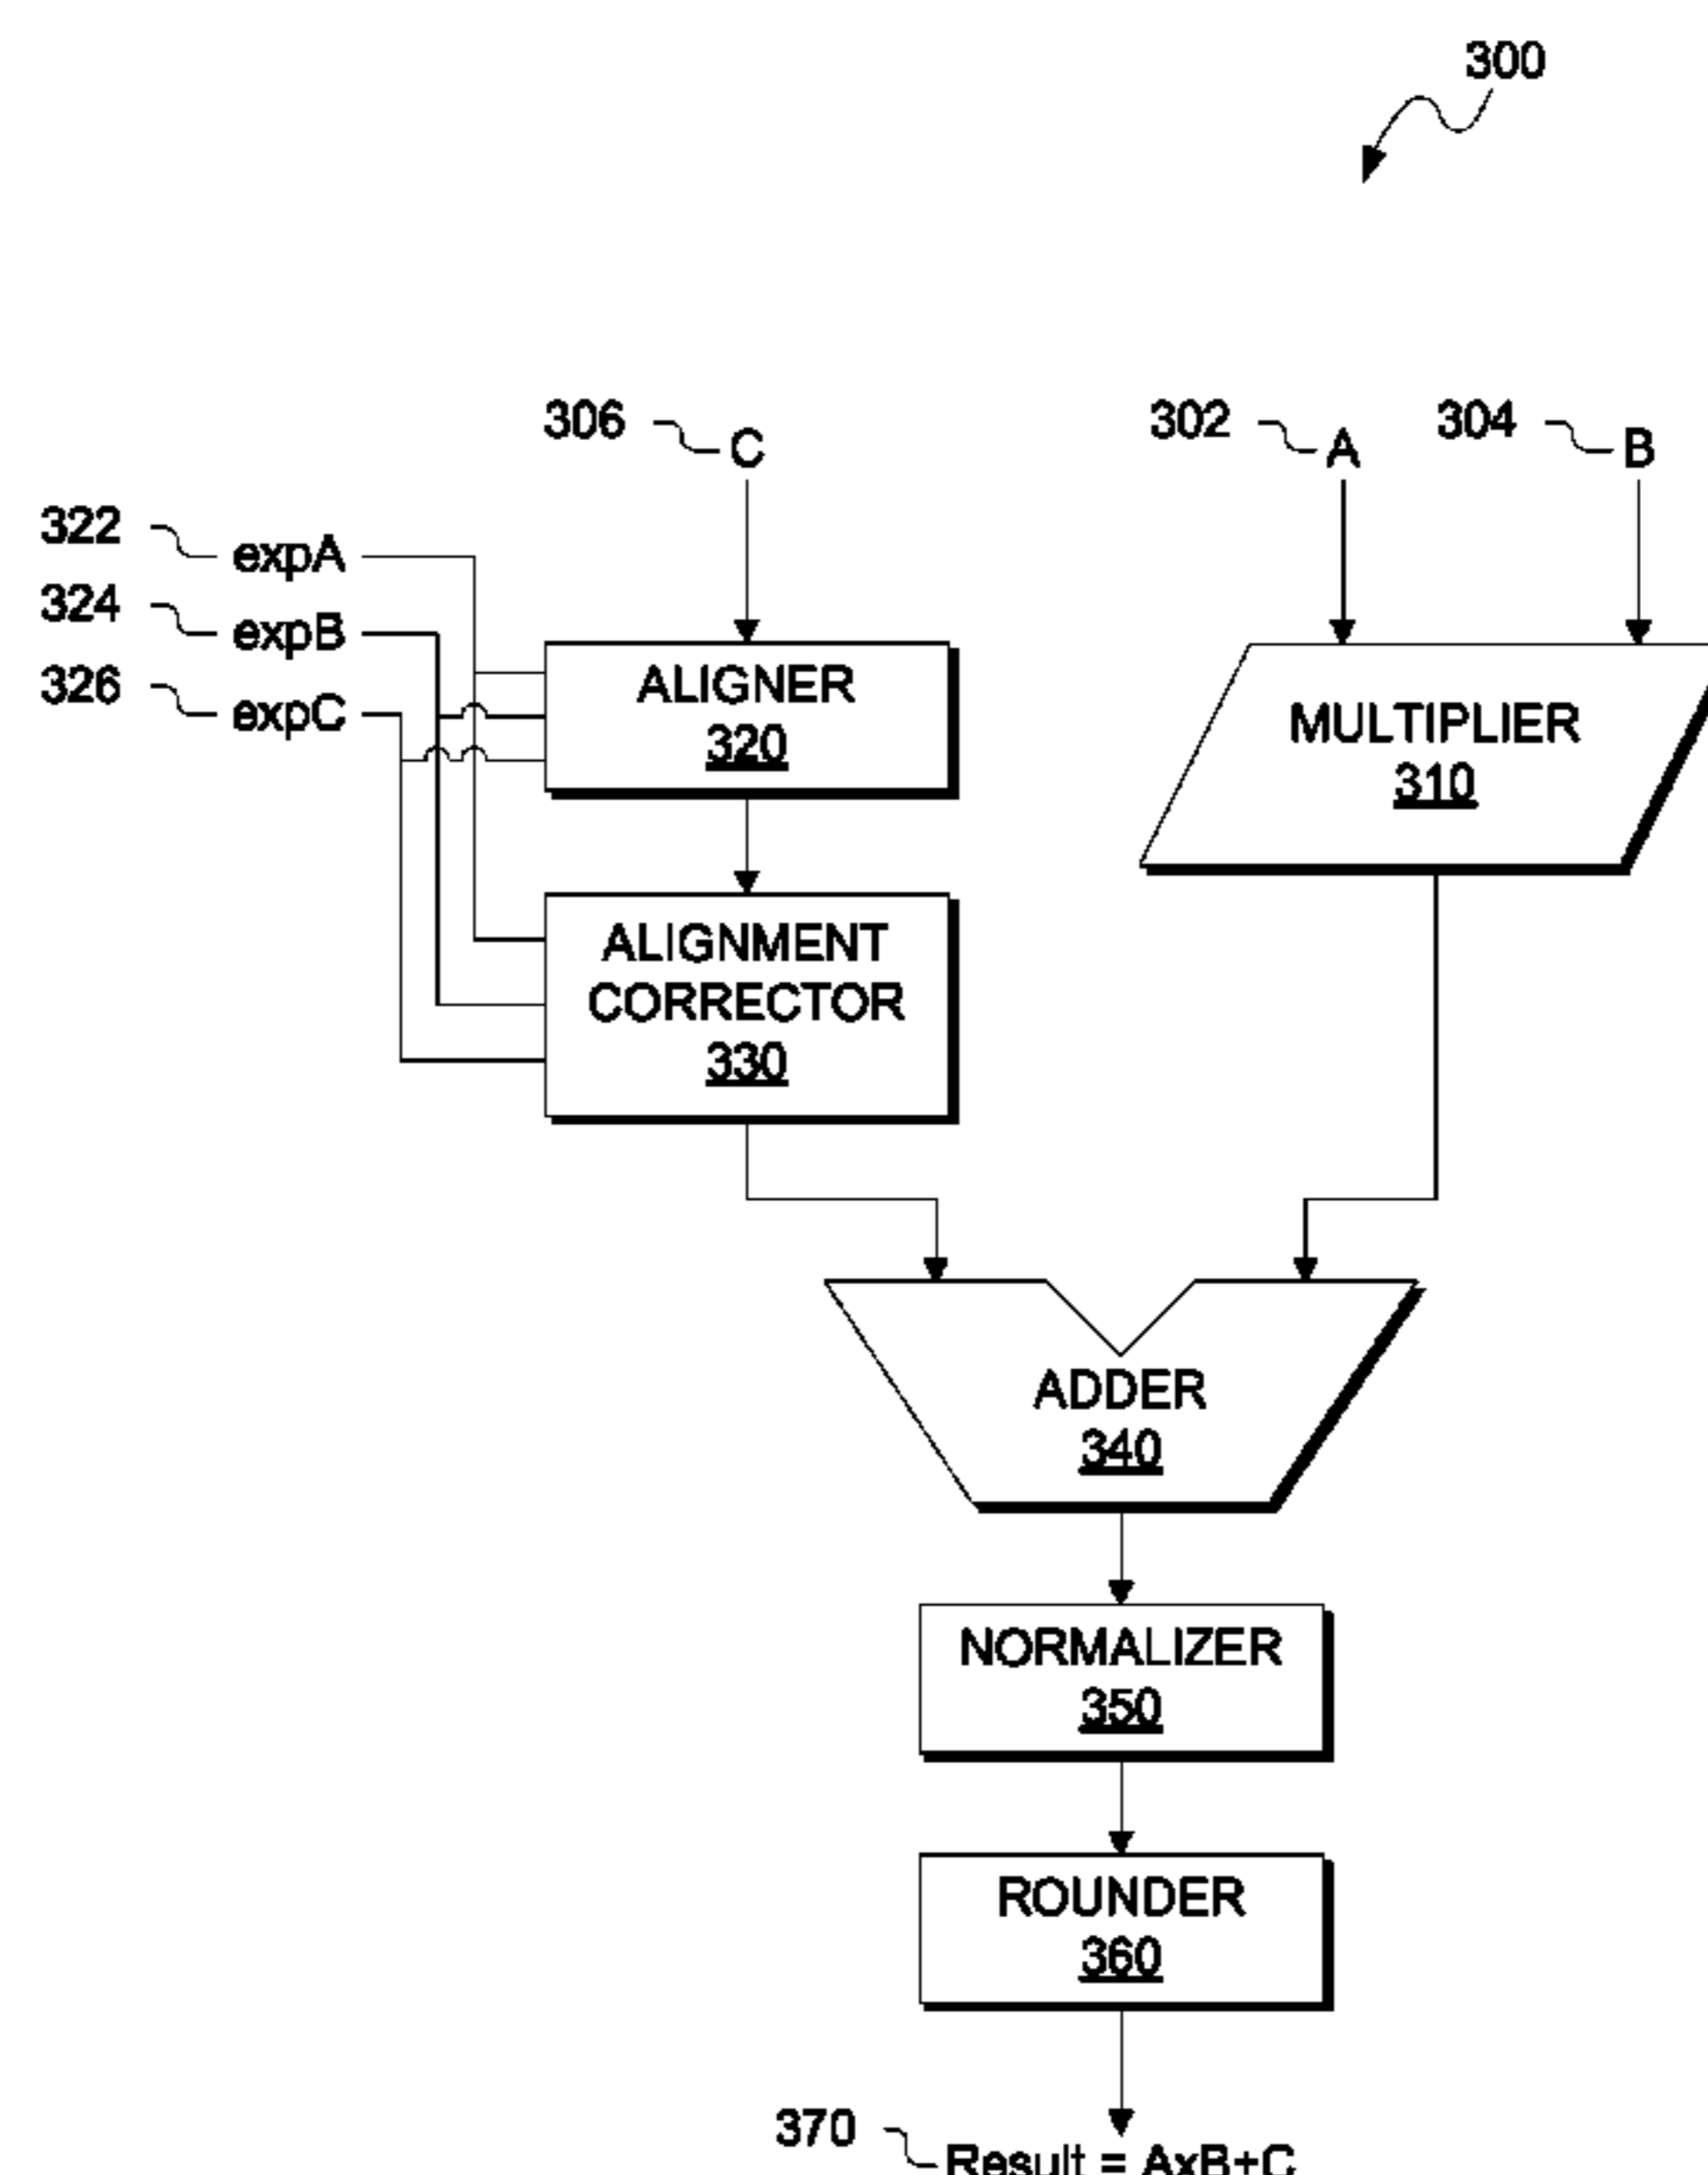 300
306 C
302 A
304 B
322 expA
324 expB
326 expC
ALIGNER
320
MULTIPLIER
310
ALIGNMENT
CORRECTOR
330
ADDER
340
NORMALIZER
350
ROUNDER
360
370 Result = AxB+C